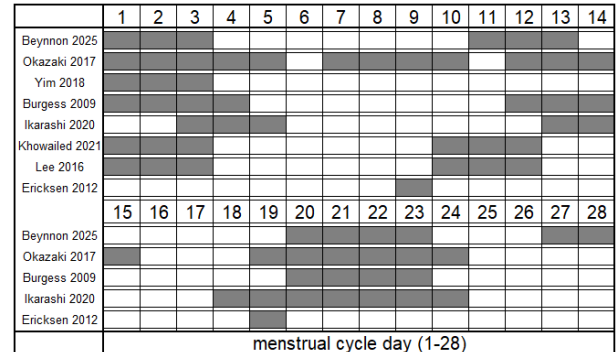 1 2 3 4 5 6 7 8 9 10 11 12 13 14
Beynnon 2025
Okazaki 2017
Yim 2018
Burgess 2009
Ikarashi 2020
Khowailed 2021
Lee 2016
Ericksen 2012
15 16 17 18 19 20 21 22 23 24 25 26 27 28
Beynnon 2025
Okazaki 2017
Burgess 2009
Ikarashi 2020
Ericksen 2012
menstrual cycle day (1-28)